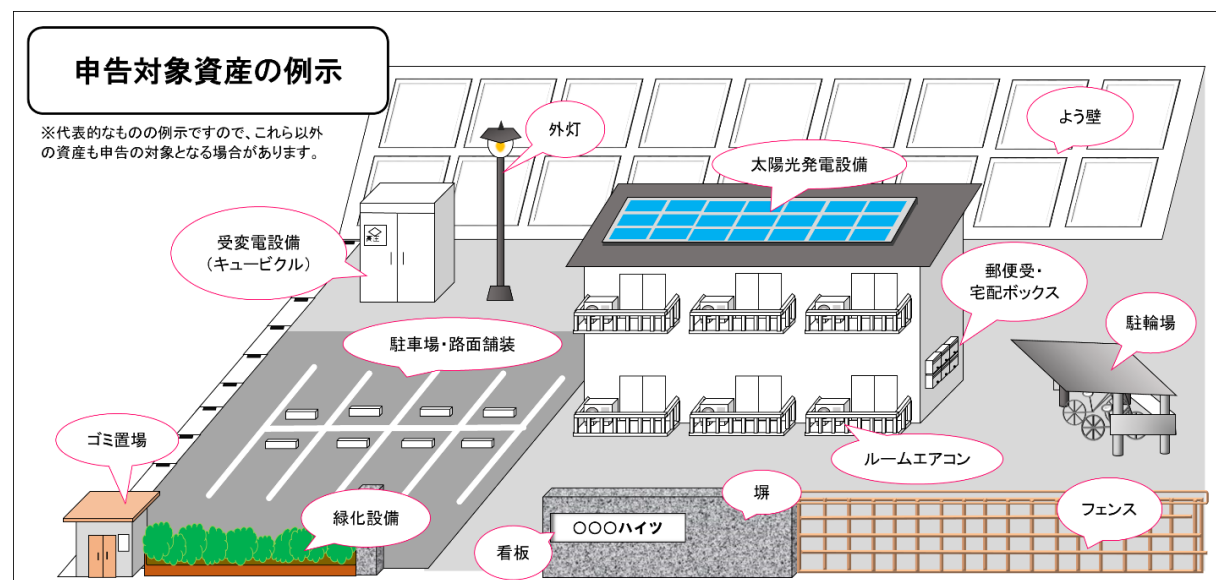 申告対象資産の例示
※代表的なものの例示ですので、これら以外
の資産も申告の対象となる場合があります。
外灯
よう壁
太陽光発電設備
受変電設備
(キュービクル)
郵便受・
宅配ボックス
駐輪場
駐車場・路面舗装
ゴミ置場
ルームエアコン
塀
緑化設備
フェンス
〇〇〇ハイツ
看板